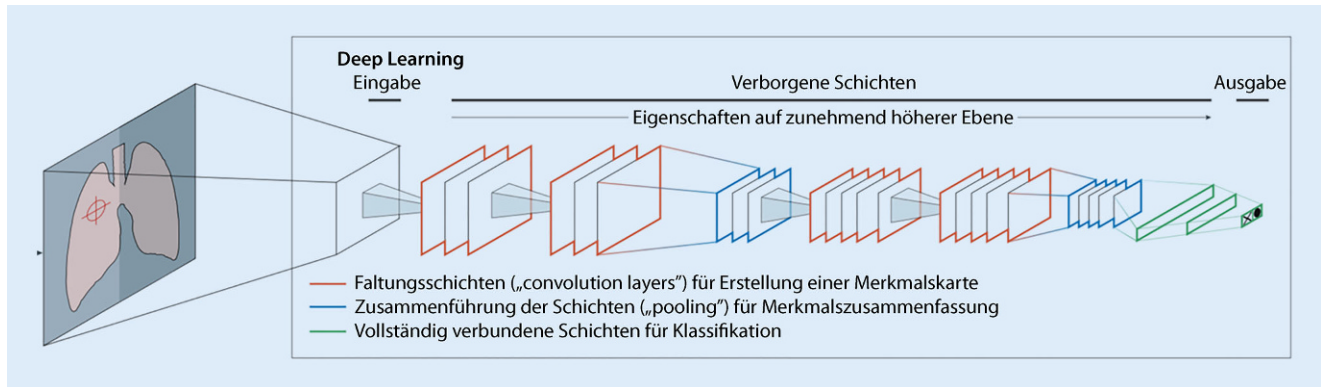 Deep Learning
Eingabe
Verborgene Schichten
Ausgabe
Eigenschaften auf zunehmend höherer Ebene
Faltungsschichten („convolution layers”) für Erstellung einer Merkmalskarte
Zusammenführung der Schichten („pooling”) für Merkmalszusammenfassung
Vollständig verbundene Schichten für Klassifikation